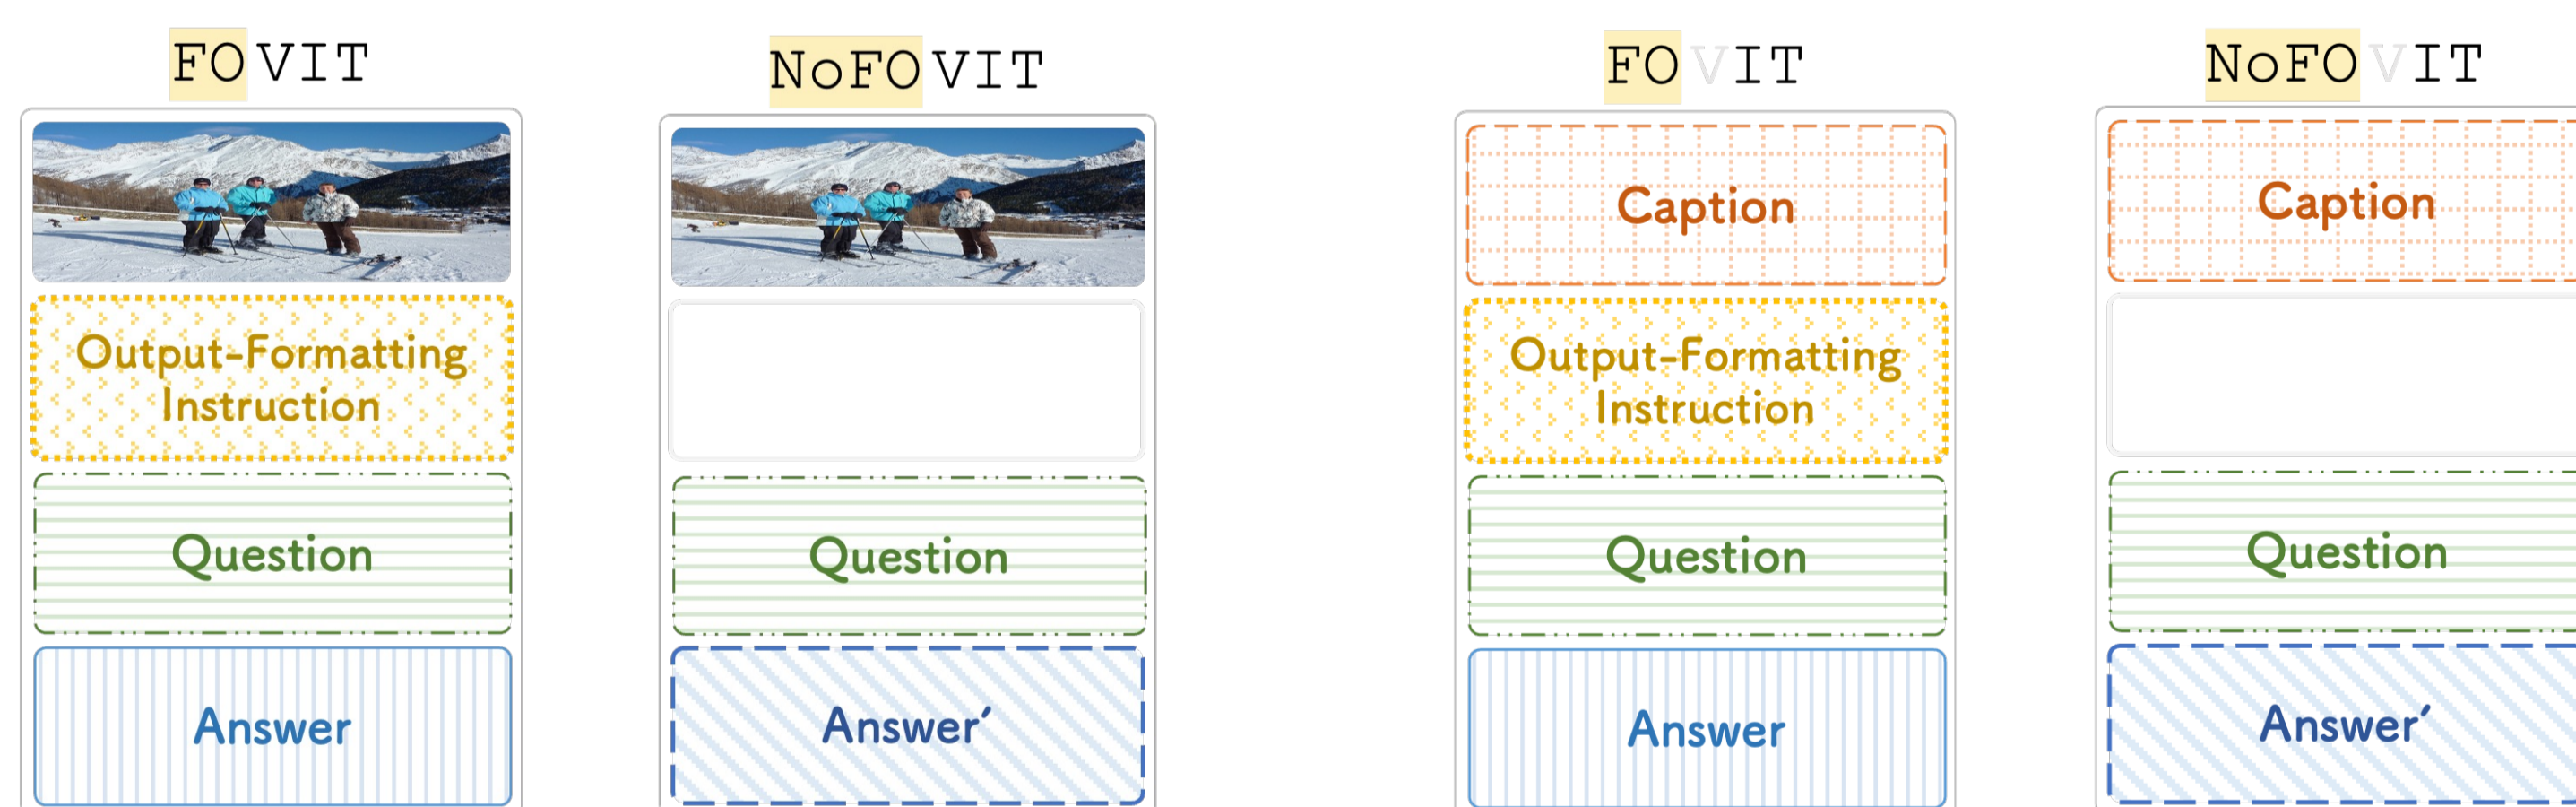 FOVIT
Output-Formatting
Instruction
Question
Answer
NoFOVIT
Question
Answer′
FOVIT
Caption
Output-Formatting
Instruction
Question
Answer
NoFOVIT
Caption
Question
Answer′